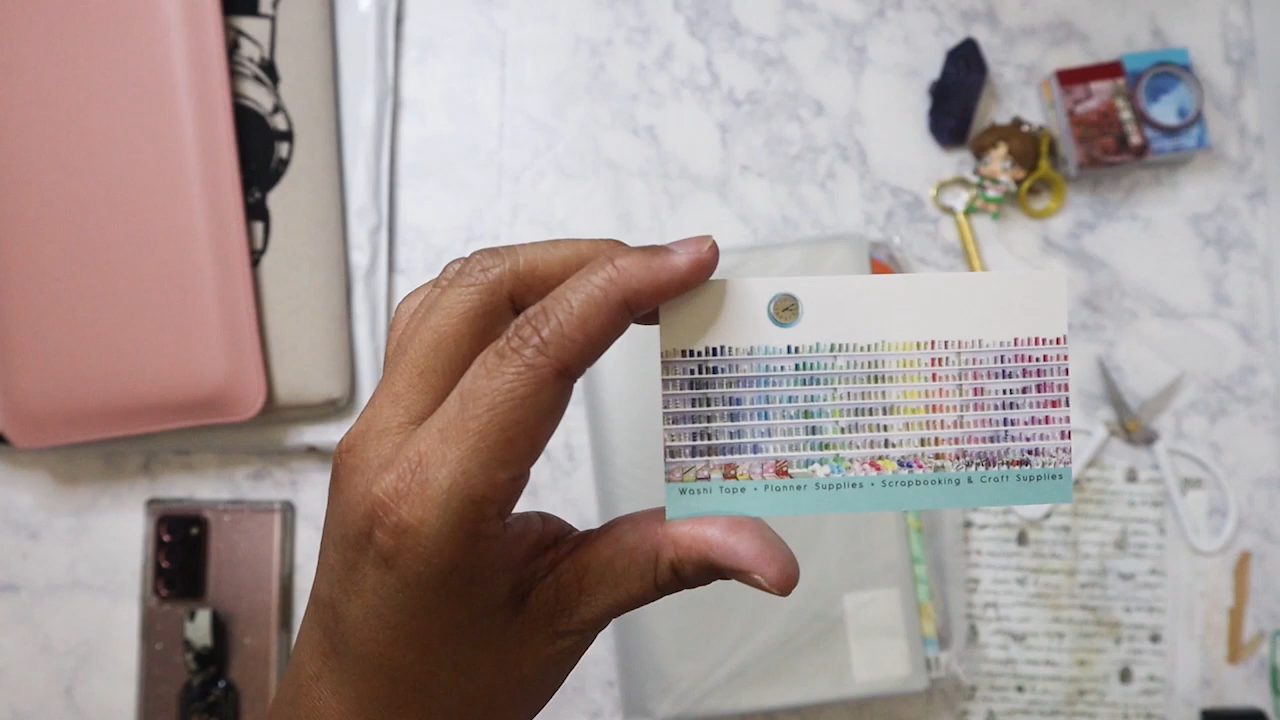 Washi Tape • Planner Supplies • Scrapbooking & Craft Supplies